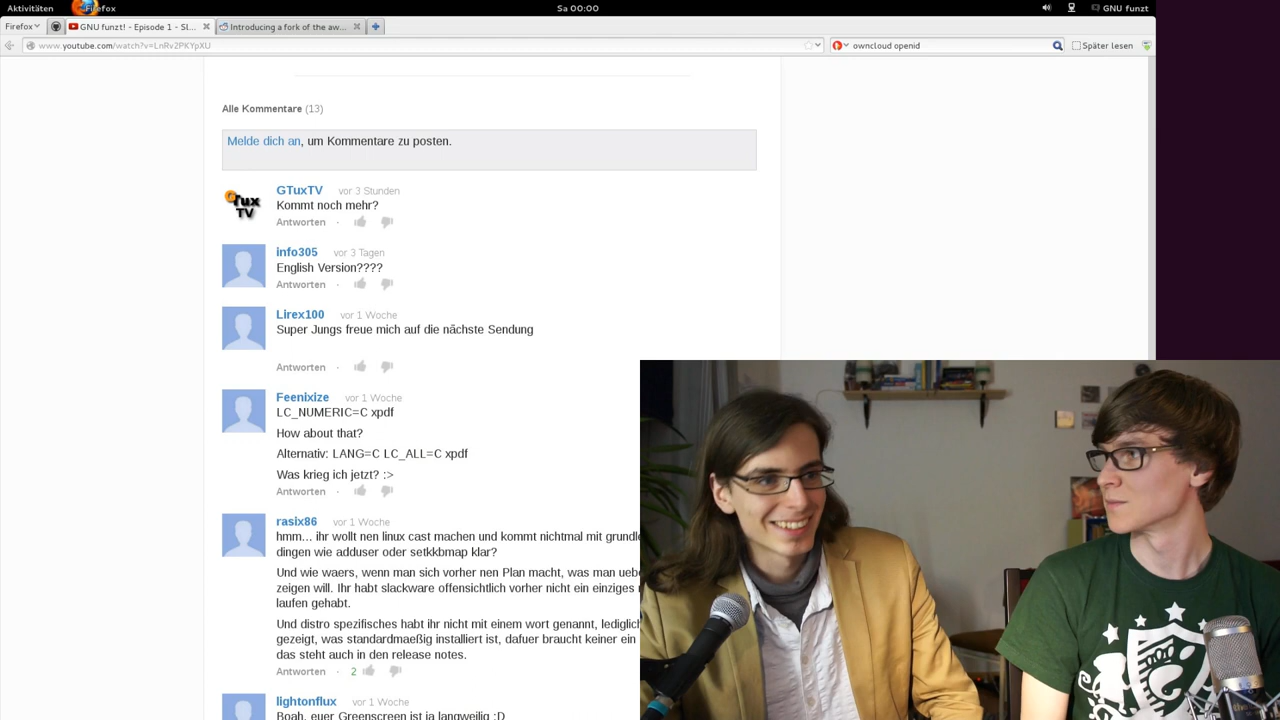 Aktivitäten
Firefox
Sa 00:00
GNU funzt
Firefox
GNU funzt! - Episode 1 - Sl...
Introducing a fork of the aw...
www.youtube.com/watch?v=LnRv2PKYpXU
owncloud openid
Später lesen
Alle Kommentare (13)
Melde dich an, um Kommentare zu posten.
GTux TV
GTuxTV vor 3 Stunden
Kommt noch mehr?
Antworten ·
info305 vor 3 Tagen
English Version????
Antworten ·
Lirex100 vor 1 Woche
Super Jungs freue mich auf die nächste Sendung
Antworten ·
Feenixize vor 1 Woche
LC_NUMERIC=C xpdf
How about that?
Alternativ: LANG=C LC_ALL=C xpdf
Was krieg ich jetzt? :>
Antworten ·
rasix86 vor 1 Woche
hmm... ihr wollt nen linux cast machen und kommt nichtmal mit grundle
dingen wie adduser oder setkkbmap klar?
Und wie waers, wenn man sich vorher nen Plan macht, was man uebe
zeigen will. Ihr habt slackware offensichtlich vorher nicht ein einziges
laufen gehabt.
Und distro spezifisches habt ihr nicht mit einem wort genannt, lediglich
gezeigt, was standardmaeßig installiert ist, dafuer braucht keiner ein
das steht auch in den release notes.
Antworten · 2
lightonflux vor 1 Woche
Boah, euer Greenscreen ist ja langweilig :D